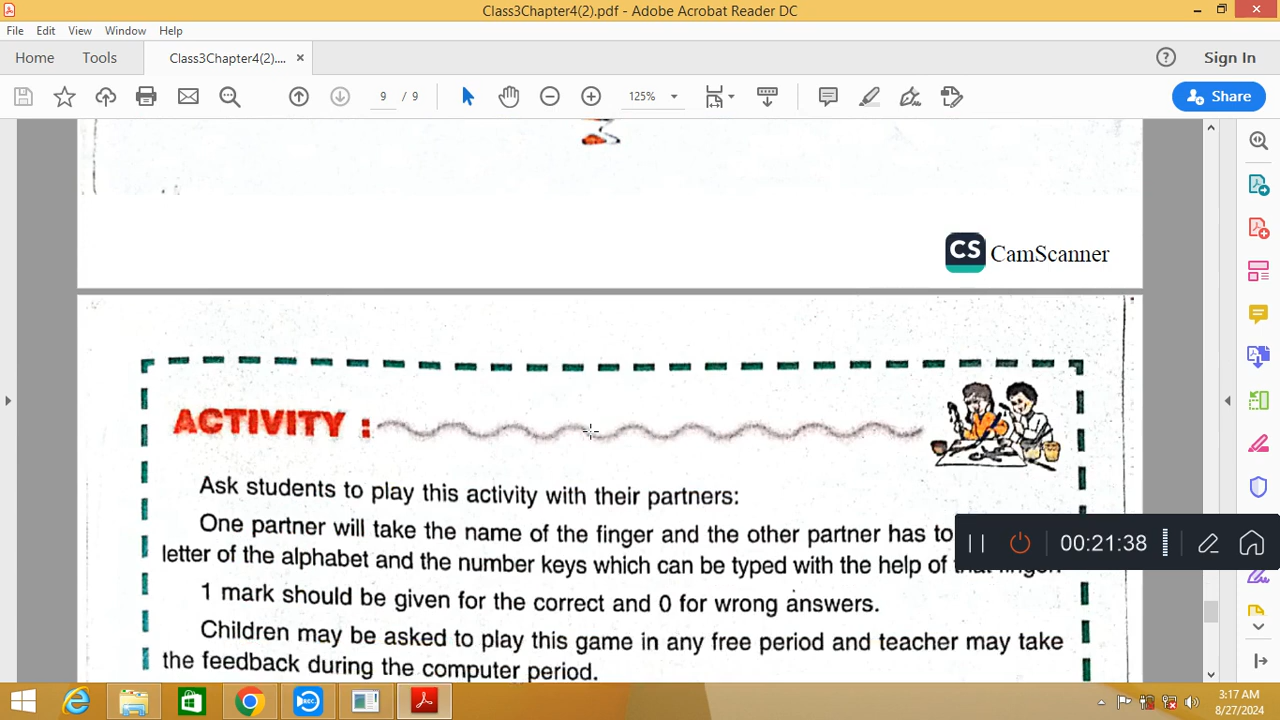 Class3Chapter4(2).pdf - Adobe Acrobat Reader DC
File Edit View Window Help
Home Tools Class3Chapter4(2).... × Sign In
9 / 9 125% Share
CS CamScanner
ACTIVITY :
Ask students to play this activity with their partners:
One partner will take the name of the finger and the other partner has to
letter of the alphabet and the number keys which can be typed with the help of that finger.
1 mark should be given for the correct and 0 for wrong answers.
Children may be asked to play this game in any free period and teacher may take
the feedback during the computer period.
00:21:38
REC
3:17 AM
8/27/2024